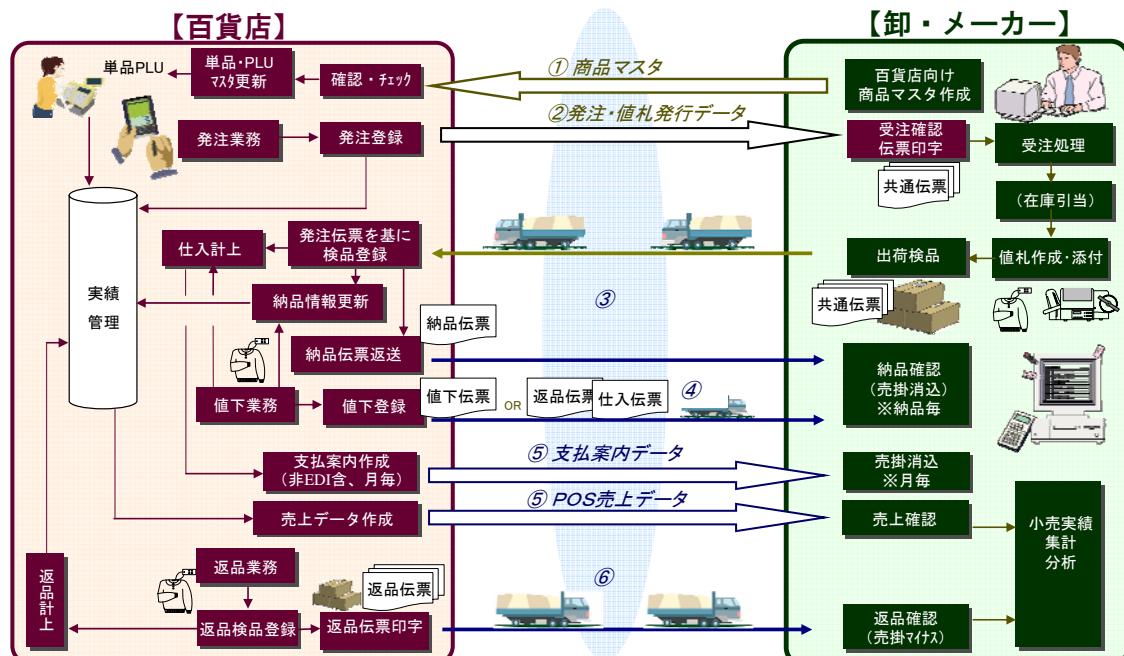 【百貨店】
【卸・メーカー】
単品PLU
単品・PLU
マスタ更新
確認・チェック
① 商品マスタ
百貨店向け
商品マスタ作成
②発注・値札発行データ
発注業務
発注登録
受注確認
伝票印字
受注処理
共通伝票
(在庫引当)
仕入計上
発注伝票を基に
検品登録
出荷検品
値札作成・添付
実績
管理
納品情報更新
③
共通伝票
納品伝票
納品伝票返送
納品確認
(売掛消込)
※納品毎
値下業務
値下登録
値下伝票
OR
返品伝票
仕入伝票
④
支払案内作成
(非EDI含、月毎)
⑤ 支払案内データ
売掛消込
※月毎
売上データ作成
⑤ POS売上データ
売上確認
小売実績
集計
分析
返品計上
返品業務
返品伝票
⑥
返品検品登録
返品伝票印字
返品確認
(売掛マイナス)